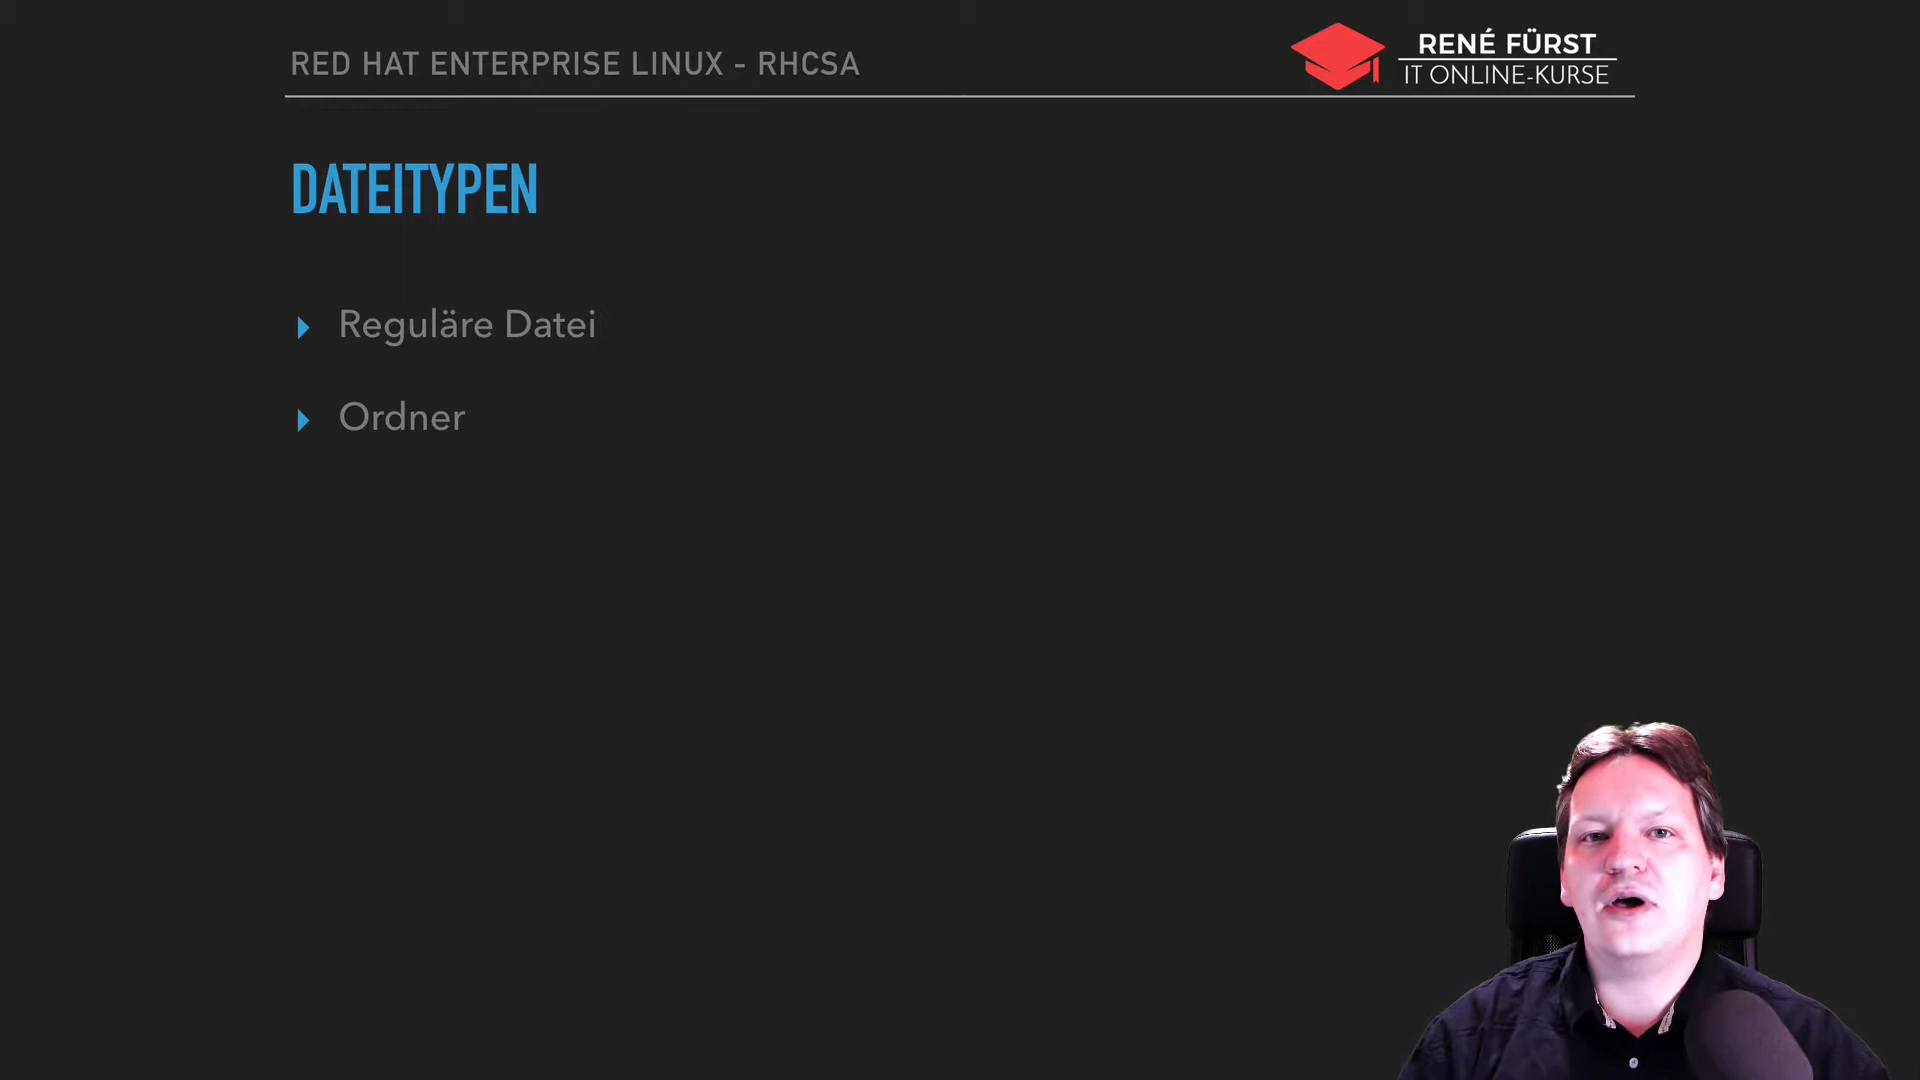 RED HAT ENTERPRISE LINUX - RHCSA
RENÉ FÜRST
IT ONLINE-KURSE
DATEITYPEN
Reguläre Datei
Ordner